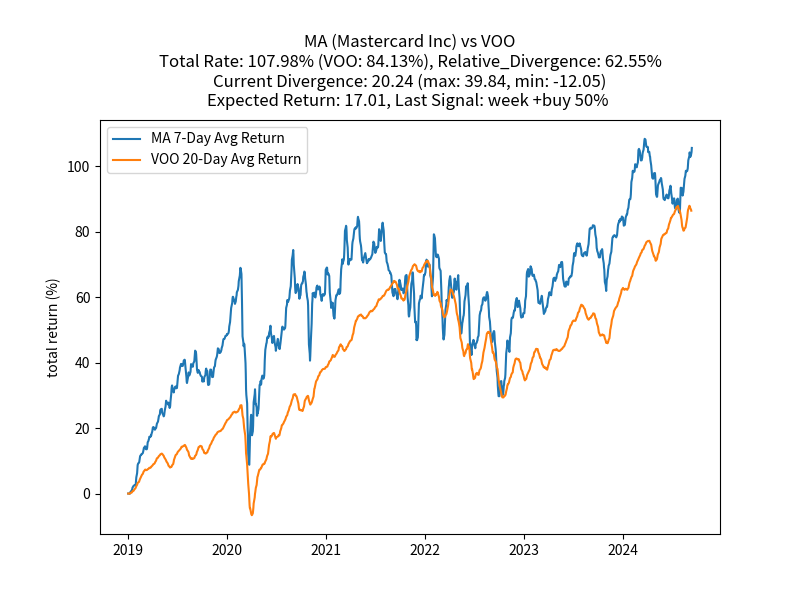 MA (Mastercard Inc) vs VOO
Total Rate: 107.98% (VOO: 84.13%), Relative_Divergence: 62.55%
Current Divergence: 20.24 (max: 39.84, min: -12.05)
Expected Return: 17.01, Last Signal: week +buy 50%
MA 7-Day Avg Return
VOO 20-Day Avg Return
total return (%)
100
80
60
40
20
0
2019 2020 2021 2022 2023 2024